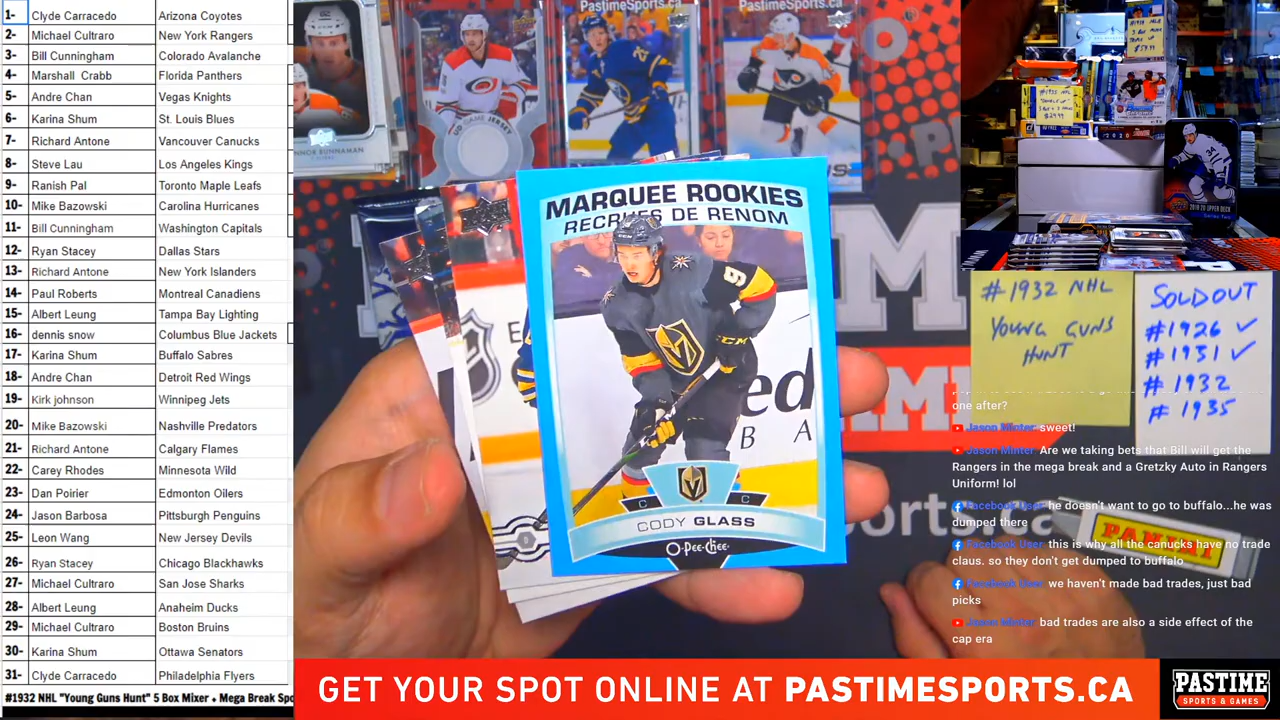 1- Clyde Carracedo Arizona Coyotes
2- Michael Cultraro New York Rangers
3- Bill Cunningham Colorado Avalanche
4- Marshall Crabb Florida Panthers
5- Andre Chan Vegas Knights
6- Karina Shum St. Louis Blues
7- Richard Antone Vancouver Canucks
8- Steve Lau Los Angeles Kings
9- Ranish Pal Toronto Maple Leafs
10- Mike Bazowski Carolina Hurricanes
11- Bill Cunningham Washington Capitals
12- Ryan Stacey Dallas Stars
13- Richard Antone New York Islanders
14- Paul Roberts Montreal Canadiens
15- Albert Leung Tampa Bay Lighting
16- dennis snow Columbus Blue Jackets
17- Karina Shum Buffalo Sabres
18- Andre Chan Detroit Red Wings
19- Kirk johnson Winnipeg Jets
20- Mike Bazowski Nashville Predators
21- Richard Antone Calgary Flames
22- Carey Rhodes Minnesota Wild
23- Dan Poirier Edmonton Oilers
24- Jason Barbosa Pittsburgh Penguins
25- Leon Wang New Jersey Devils
26- Ryan Stacey Chicago Blackhawks
27- Michael Cultraro San Jose Sharks
28- Albert Leung Anaheim Ducks
29- Michael Cultraro Boston Bruins
30- Karina Shum Ottawa Senators
31- Clyde Carracedo Philadelphia Flyers
#1932 NHL "Young Guns Hunt" 5 Box Mixer + Mega Break Spo
PastimeSports.ca
PastimeSports.ca
MARQUEE ROOKIES
RECRUES DE RENOM
9
CCM
ed
B A
C C
CODY GLASS
O-Pee-Chee
#1932 NHL
YOUNG GUNS
HUNT
SOLD OUT
#1926 ✓
#1931 ✓
#1932
#1935
one after?
Jason Minter sweet!
Jason Minter Are we taking bets that Bill will get the
Rangers in the mega break and a Gretzky Auto in Rangers
Uniform! lol
Facebook User he doesn't want to go to buffalo...he was
dumped there
Facebook User this is why all the canucks have no trade
claus. so they don't get dumped to buffalo
Facebook User we haven't made bad trades, just bad
picks
Jason Minter bad trades are also a side effect of the
cap era
PANINI
GET YOUR SPOT ONLINE AT PASTIMESPORTS.CA
PASTIME
SPORTS & GAMES